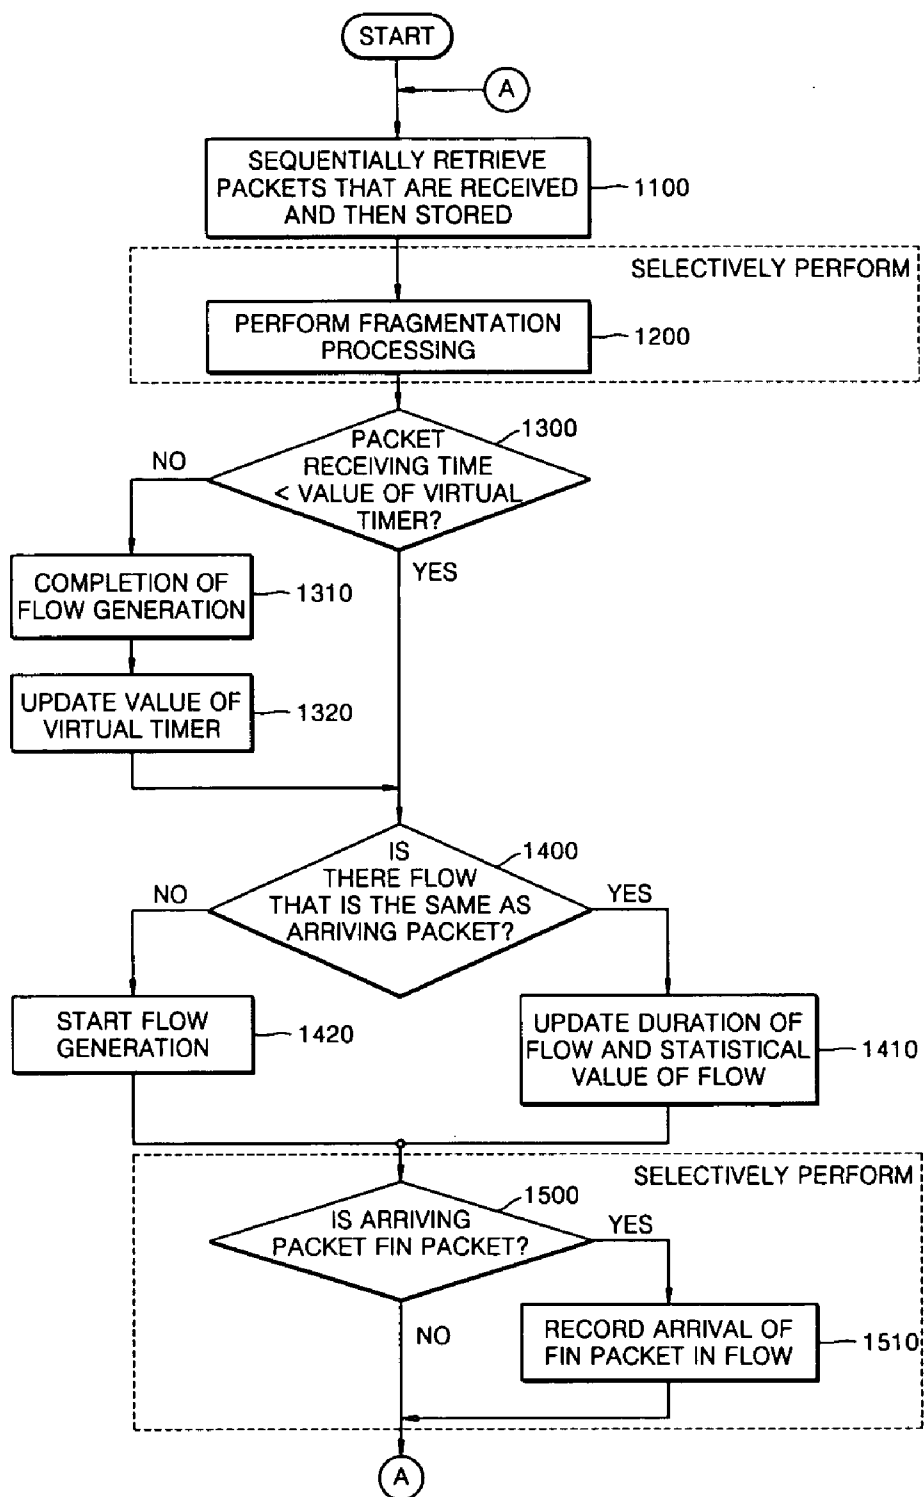 START
A
SEQUENTIALLY RETRIEVE
PACKETS THAT ARE RECEIVED
AND THEN STORED
1100
SELECTIVELY PERFORM
PERFORM FRAGMENTATION
PROCESSING
1200
1300
PACKET
RECEIVING TIME
< VALUE OF VIRTUAL
TIMER?
NO
YES
COMPLETION OF
FLOW GENERATION
1310
UPDATE VALUE OF
VIRTUAL TIMER
1320
1400
IS
THERE FLOW
THAT IS THE SAME AS
ARRIVING PACKET?
NO
YES
START FLOW
GENERATION
1420
UPDATE DURATION OF
FLOW AND STATISTICAL
VALUE OF FLOW
1410
SELECTIVELY PERFORM
1500
IS ARRIVING
PACKET FIN PACKET?
YES
NO
RECORD ARRIVAL OF
FIN PACKET IN FLOW
1510
A